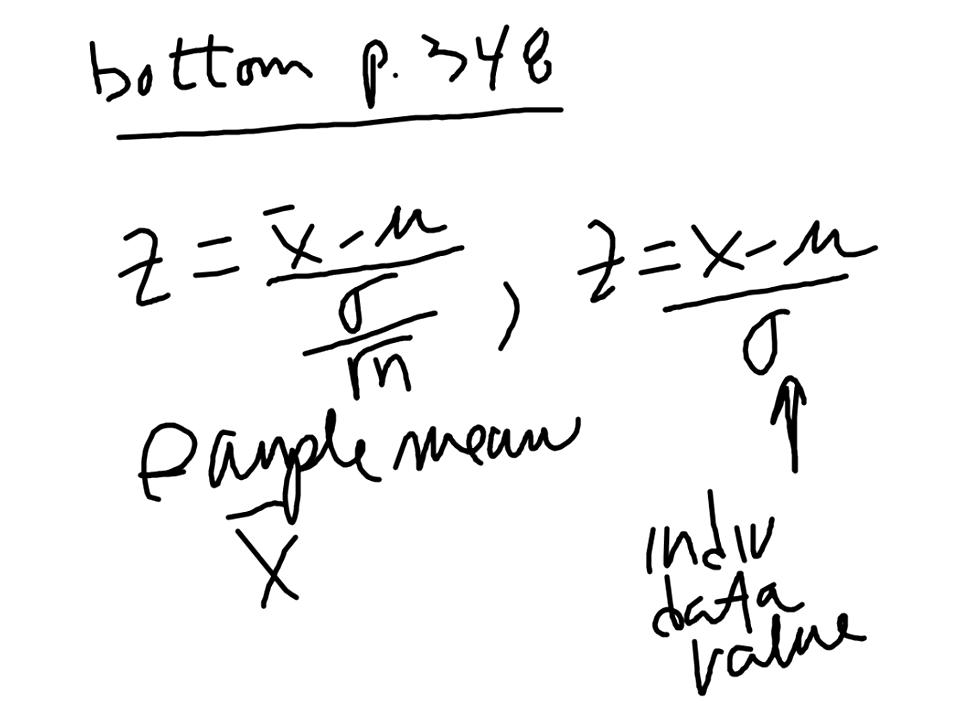 bottom p. 348
z = x̄ - μ / σ / √n , z = x - μ / σ
sample mean
x̄
indiv
data
value